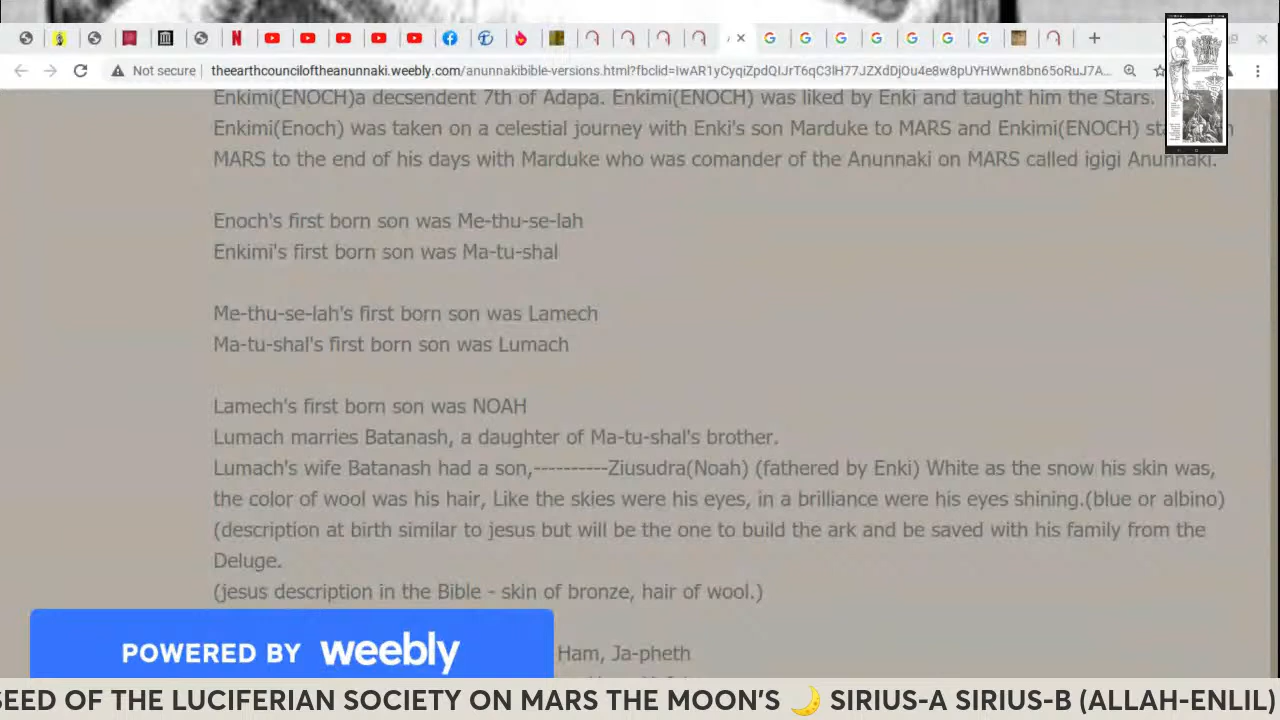 Not secure
theearthcounciloftheanunnaki.weebly.com/anunnakibible-versions.html?fbclid=
Enkimi(ENOCH)a decsendent 7th of Adapa. Enkimi(ENOCH) was liked by Enki and taught him the Stars.
Enkimi(Enoch) was taken on a celestial journey with Enki's son Marduke to MARS and Enkimi(ENOCH)
MARS to the end of his days with Marduke who was comander of the Anunnaki on MARS called igigi Anunnaki.
Enoch's first born son was Me-thu-se-lah
Enkimi's first born son was Ma-tu-shal
Me-thu-se-lah's first born son was Lamech
Ma-tu-shal's first born son was Lumach
Lamech's first born son was NOAH
Lumach marries Batanash, a daughter of Ma-tu-shal's brother.
Lumach's wife Batanash had a son,----------Ziusudra(Noah) (fathered by Enki) White as the snow his skin was,
the color of wool was his hair, Like the skies were his eyes, in a brilliance were his eyes shining.(blue or albino)
(description at birth similar to jesus but will be the one to build the ark and be saved with his family from the
Deluge.
(jesus description in the Bible - skin of bronze, hair of wool.)
Ham, Ja-pheth
POWERED BY weebly
SEED OF THE LUCIFERIAN SOCIETY ON MARS THE MOON'S 🌙 SIRIUS-A SIRIUS-B (ALLAH-ENLIL)